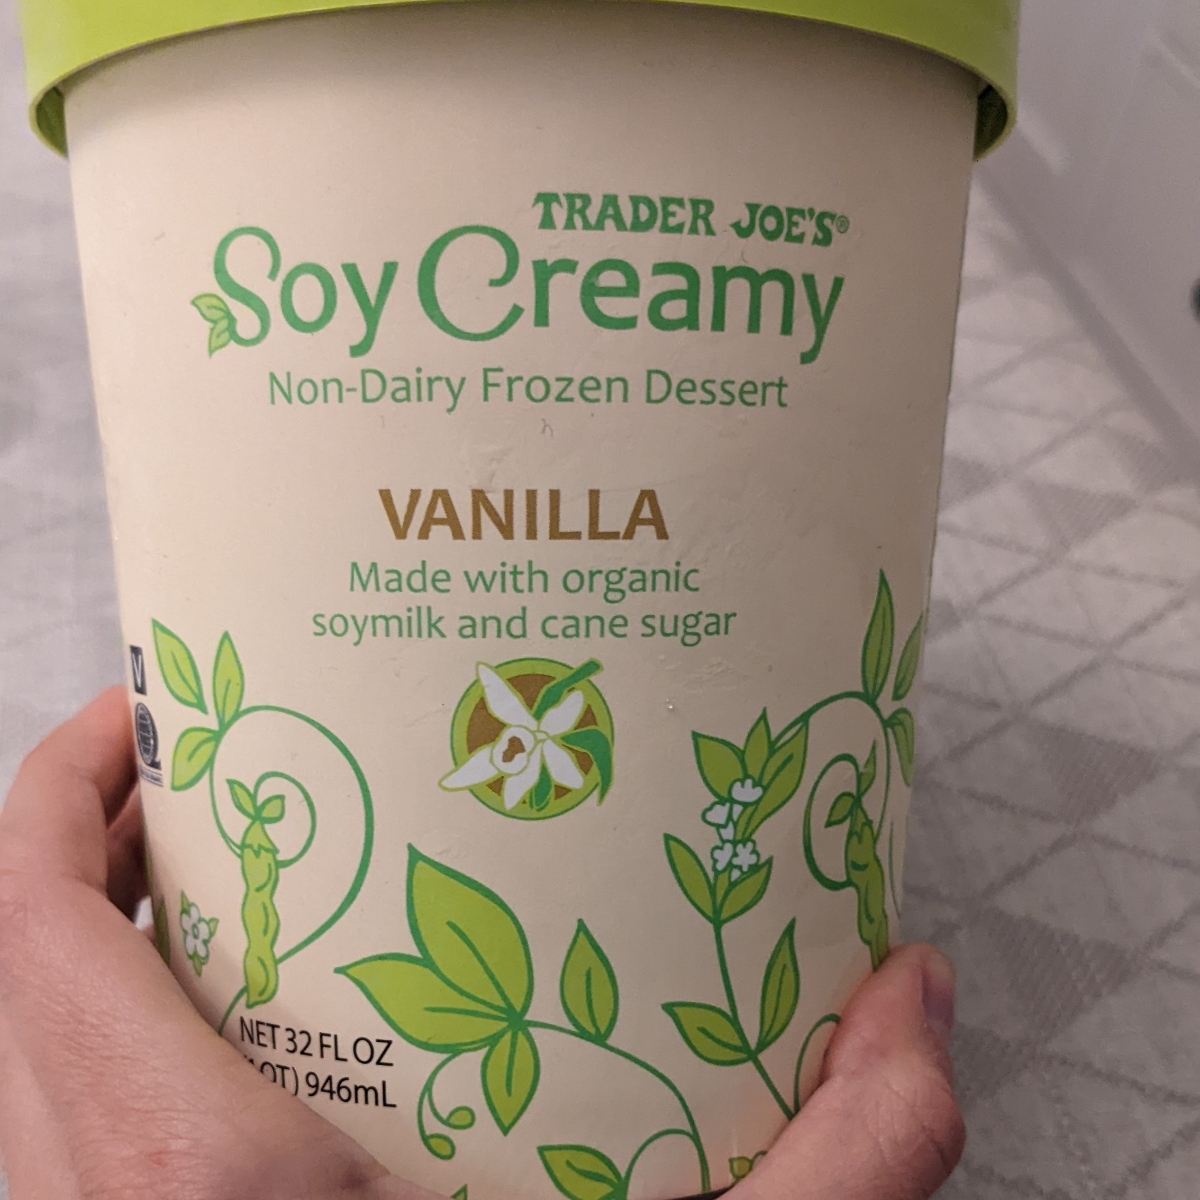 TRADER JOE'S®
Soy Creamy
Non-Dairy Frozen Dessert
VANILLA
Made with organic
soymilk and cane sugar
V
NET 32 FL OZ
QT) 946mL